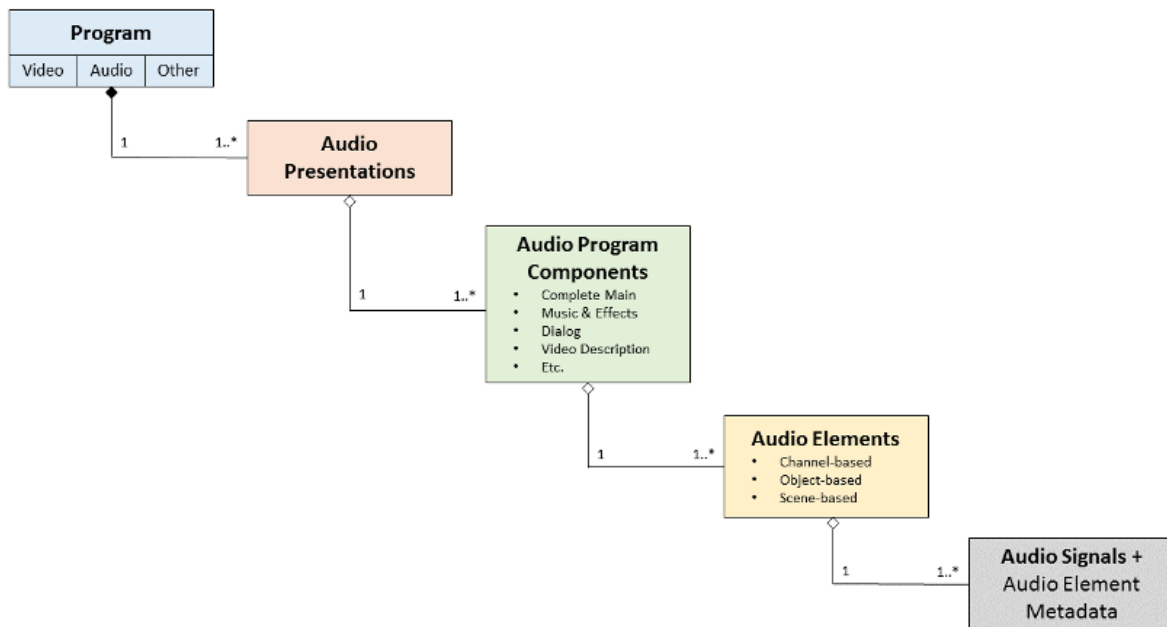 Program
Video Audio Other
1 1..*
Audio
Presentations
1 1..*
Audio Program
Components
• Complete Main
• Music & Effects
• Dialog
• Video Description
• Etc.
1 1..*
Audio Elements
• Channel-based
• Object-based
• Scene-based
1 1..*
Audio Signals +
Audio Element
Metadata